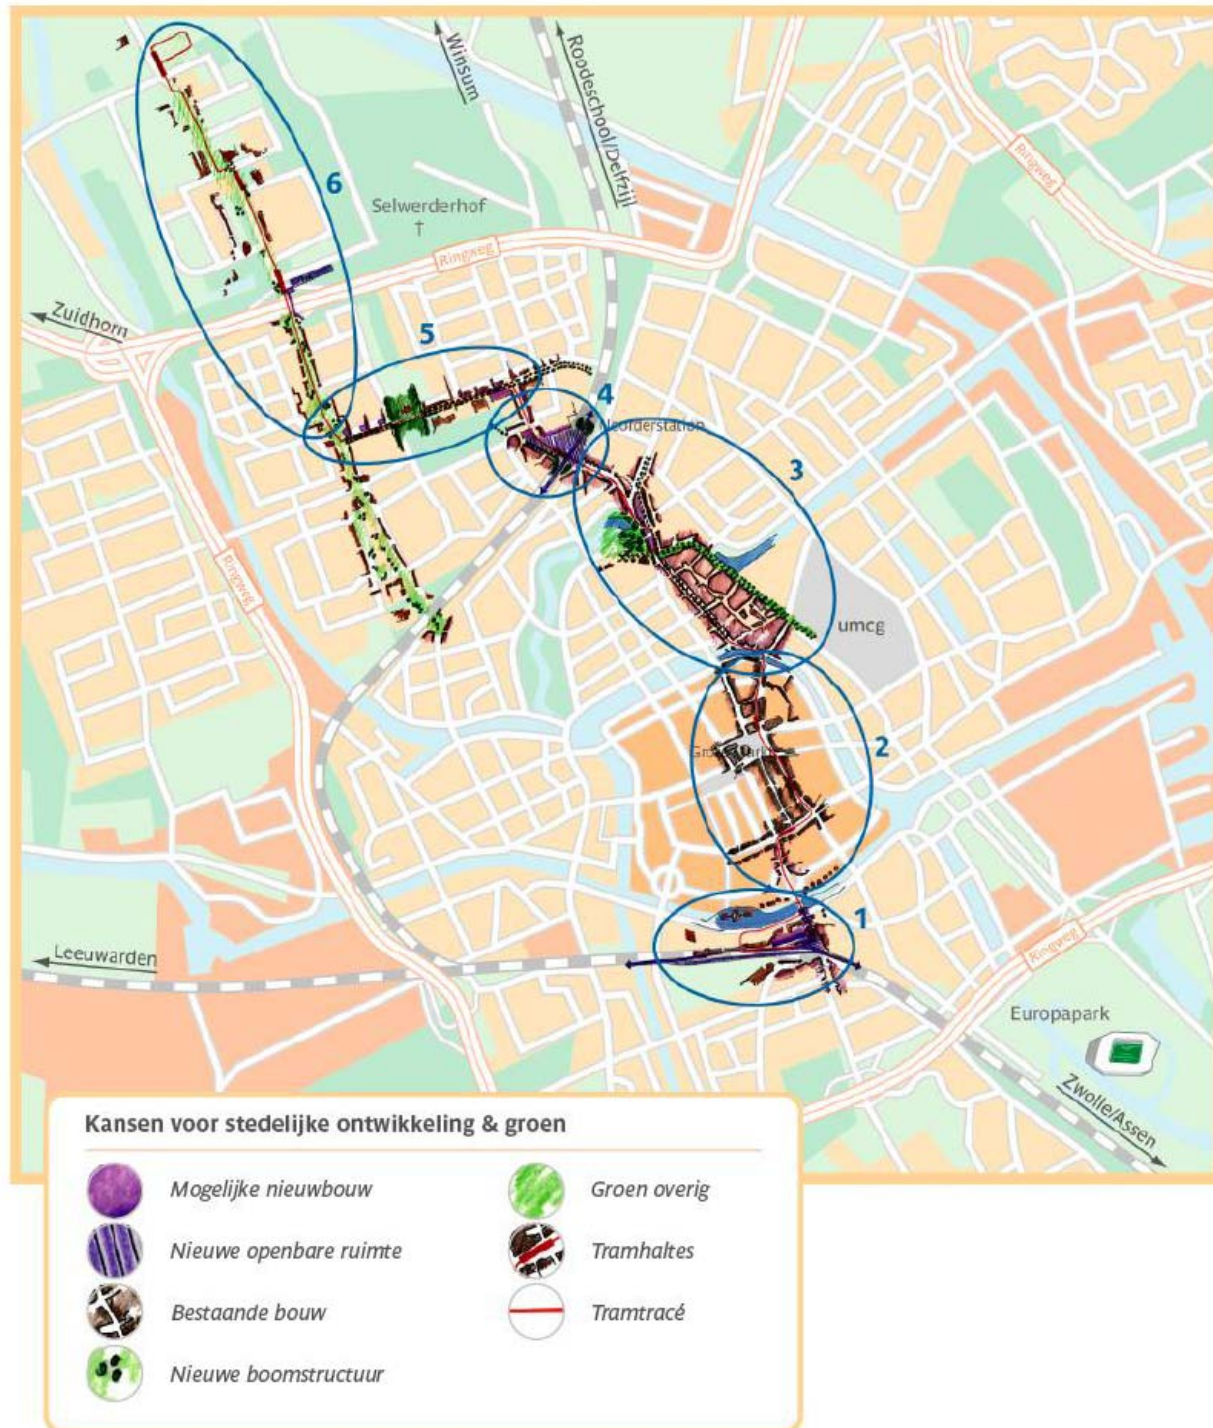 Winsum
Roodeschool/Delfzijl
Ringweg
6
Selwerderhof
†
Ringweg
Zuidhorn
5
4
Noorderstation
3
Ringweg
umcg
2
1
Leeuwarden
Ringweg
Europapark
Zwolle/Assen
Kansen voor stedelijke ontwikkeling & groen
Mogelijke nieuwbouw
Nieuwe openbare ruimte
Bestaande bouw
Nieuwe boomstructuur
Groen overig
Tramhaltes
Tramtracé